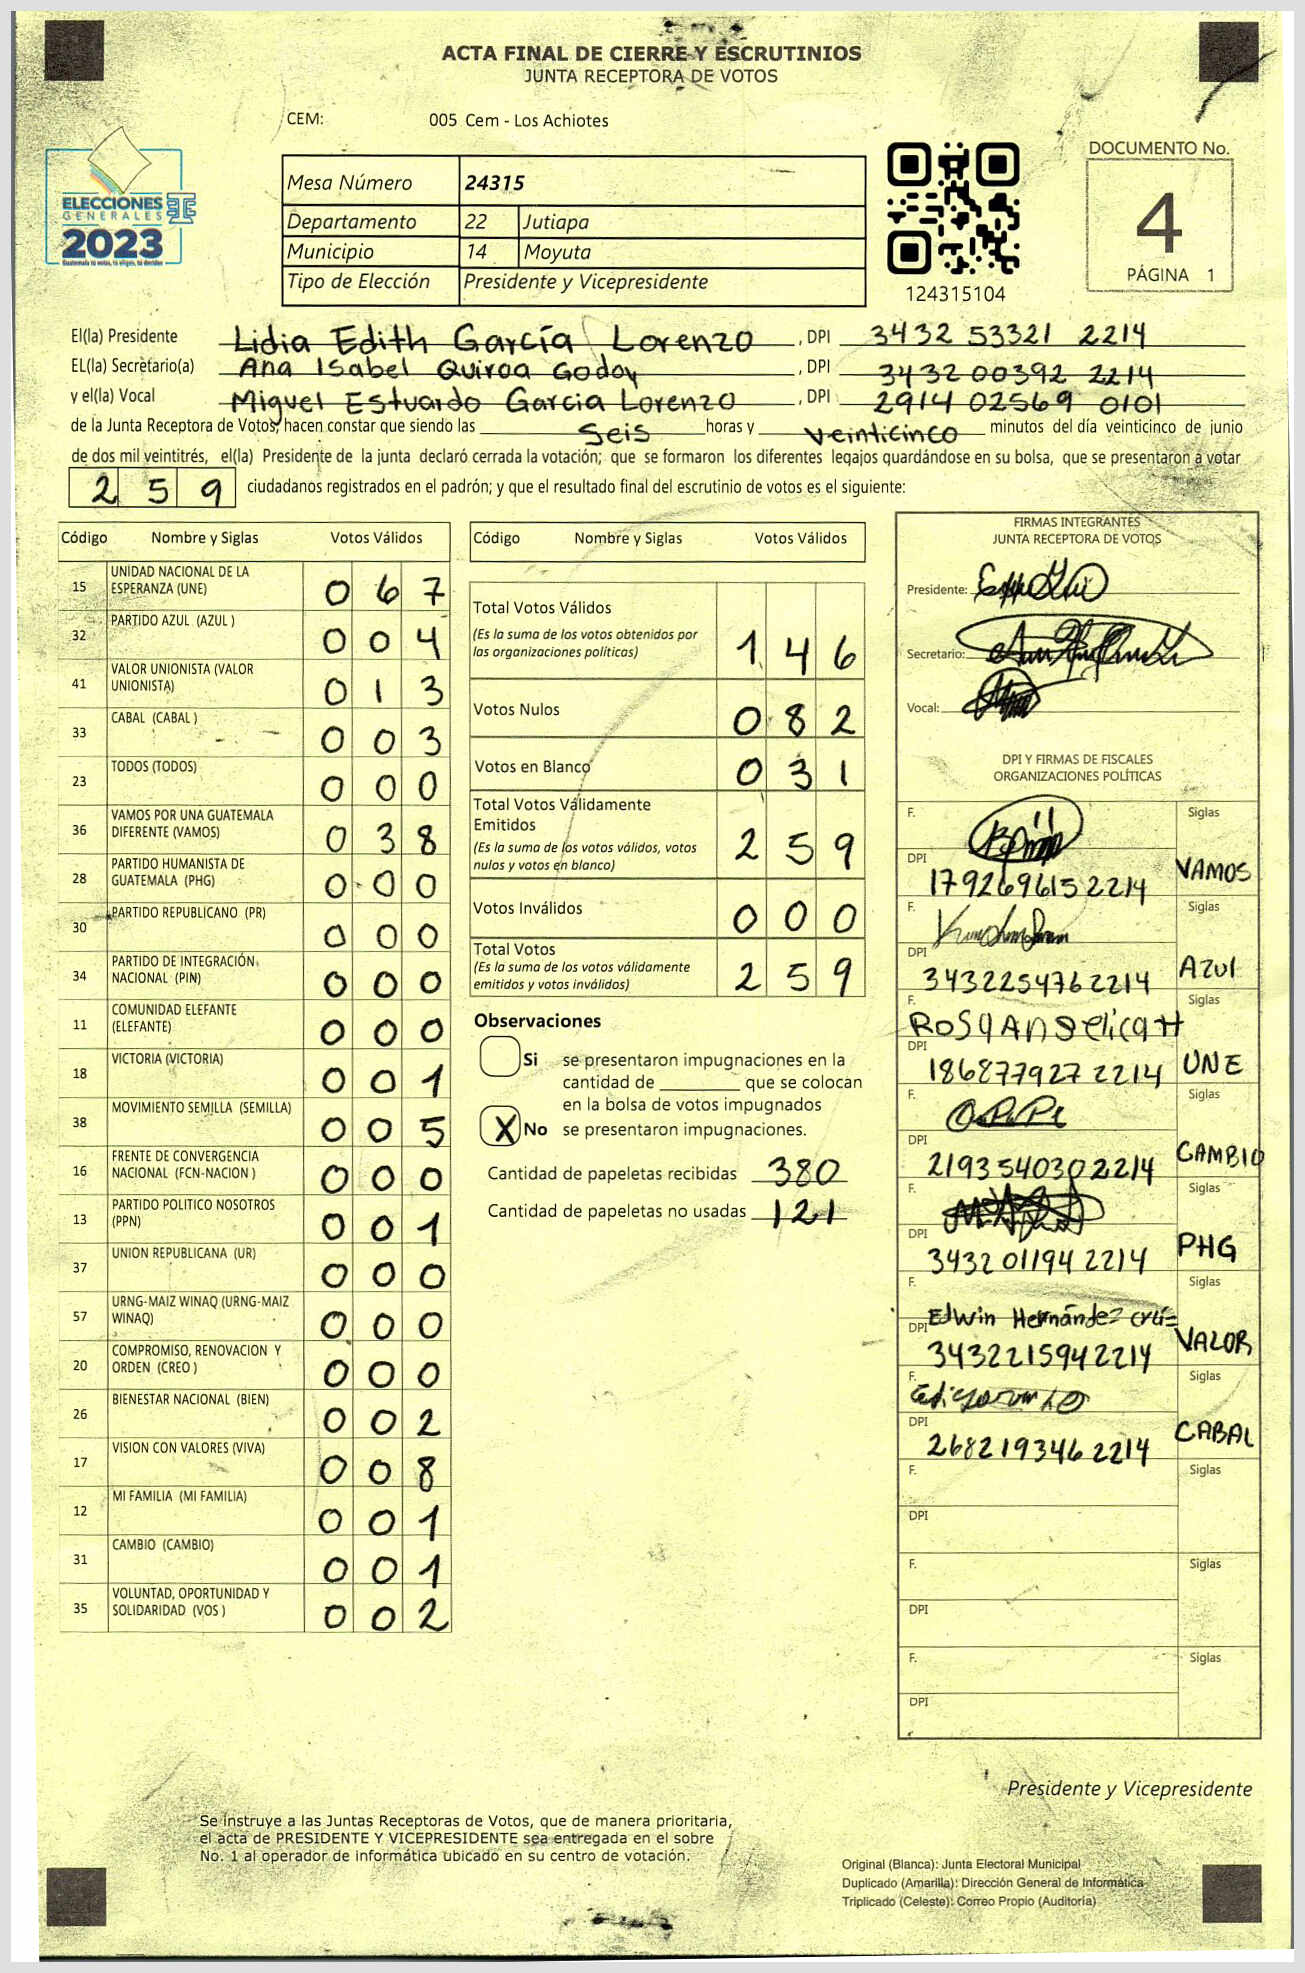 ACTA FINAL DE CIERRE Y ESCRUTINIOS
JUNTA RECEPTORA DE VOTOS
CEM: 005 Cem - Los Achiotes
ELECCIONES
GENERALES
2023
Guatemala tú votas, tú eliges, tú decides
Mesa Número 24315
Departamento 22 Jutiapa
Municipio 14 Moyuta
Tipo de Elección Presidente y Vicepresidente
124315104
DOCUMENTO No.
4
PÁGINA 1
El(la) Presidente Lidia Edith García Lorenzo , DPI 3432 53321 2214
EL(la) Secretario(a) Ana Isabel Quiroa Godoy , DPI 3432 00392 2214
y el(la) Vocal Miguel Estuardo Garcia Lorenzo , DPI 2914 02569 0101
de la Junta Receptora de Votos, hacen constar que siendo las Seis horas y veinticinco minutos del día veinticinco de junio
de dos mil veintitrés, el(la) Presidente de la junta declaró cerrada la votación; que se formaron los diferentes legajos guardándose en su bolsa, que se presentaron a votar
2 5 9 ciudadanos registrados en el padrón; y que el resultado final del escrutinio de votos es el siguiente:
Código Nombre y Siglas Votos Válidos
15 UNIDAD NACIONAL DE LA ESPERANZA (UNE) 0 6 7
32 PARTIDO AZUL (AZUL ) 0 0 4
41 VALOR UNIONISTA (VALOR UNIONISTA) 0 1 3
33 CABAL (CABAL ) 0 0 3
23 TODOS (TODOS) 0 0 0
36 VAMOS POR UNA GUATEMALA DIFERENTE (VAMOS) 0 3 8
28 PARTIDO HUMANISTA DE GUATEMALA (PHG) 0 0 0
30 PARTIDO REPUBLICANO (PR) 0 0 0
34 PARTIDO DE INTEGRACIÓN NACIONAL (PIN) 0 0 0
11 COMUNIDAD ELEFANTE (ELEFANTE) 0 0 0
18 VICTORIA (VICTORIA) 0 0 1
38 MOVIMIENTO SEMILLA (SEMILLA) 0 0 5
16 FRENTE DE CONVERGENCIA NACIONAL (FCN-NACION ) 0 0 0
13 PARTIDO POLITICO NOSOTROS (PPN) 0 0 1
37 UNION REPUBLICANA (UR) 0 0 0
57 URNG-MAIZ WINAQ (URNG-MAIZ WINAQ) 0 0 0
20 COMPROMISO, RENOVACION Y ORDEN (CREO ) 0 0 0
26 BIENESTAR NACIONAL (BIEN) 0 0 2
17 VISION CON VALORES (VIVA) 0 0 8
12 MI FAMILIA (MI FAMILIA) 0 0 1
31 CAMBIO (CAMBIO) 0 0 1
35 VOLUNTAD, OPORTUNIDAD Y SOLIDARIDAD (VOS ) 0 0 2
Código Nombre y Siglas Votos Válidos
Total Votos Válidos
(Es la suma de los votos obtenidos por
las organizaciones políticas) 1 4 6
Votos Nulos 0 8 2
Votos en Blanco 0 3 1
Total Votos Válidamente
Emitidos
(Es la suma de los votos válidos, votos
nulos y votos en blanco) 2 5 9
Votos Inválidos 0 0 0
Total Votos
(Es la suma de los votos válidamente
emitidos y votos inválidos) 2 5 9
Observaciones
Si se presentaron impugnaciones en la
cantidad de ________ que se colocan
en la bolsa de votos impugnados
X No se presentaron impugnaciones.
Cantidad de papeletas recibidas 380
Cantidad de papeletas no usadas 121
FIRMAS INTEGRANTES
JUNTA RECEPTORA DE VOTOS
Presidente:
Secretario:
Vocal:
DPI Y FIRMAS DE FISCALES
ORGANIZACIONES POLÍTICAS
F. Siglas
DPI 179269615 2214 VAMOS
F. Siglas
DPI 343225476 2214 AZUl
F. Rosa Angelica H Siglas
DPI 186877927 2214 UNE
F. Siglas
DPI 219354030 2214 CAMBIO
F. Siglas
DPI 3432 01194 2214 PHG
F. Edwin Hernández Siglas
DPI 343221594 2214 VALOR
F. Siglas
DPI 268219346 2214 CABAL
F. Siglas
DPI
F. Siglas
DPI
F. Siglas
DPI
Presidente y Vicepresidente
Se instruye a las Juntas Receptoras de Votos, que de manera prioritaria,
el acta de PRESIDENTE Y VICEPRESIDENTE sea entregada en el sobre
No. 1 al operador de informática ubicado en su centro de votación.
Original (Blanca): Junta Electoral Municipal
Duplicado (Amarilla): Dirección General de Informática
Triplicado (Celeste): Correo Propio (Auditoría)